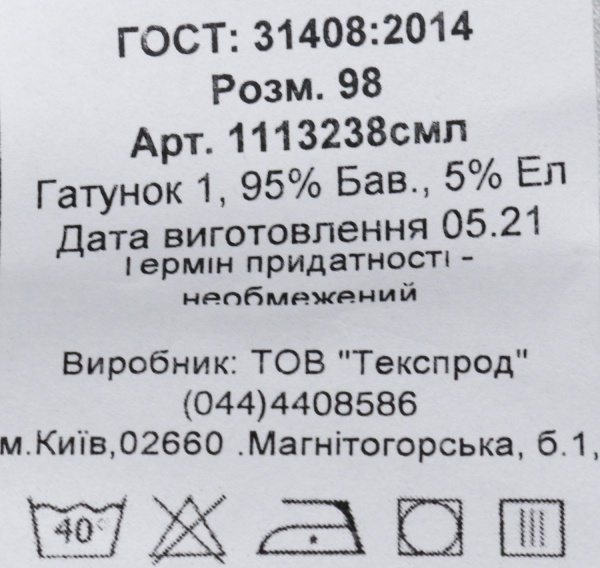 ГОСТ: 31408:2014
Розм. 98
Арт. 1113238смл
Гатунок 1, 95% Бав., 5% Ел
Дата виготовлення 05.21
Термін придатності -
необмежений
Виробник: ТОВ "Текспрод"
(044)4408586
м.Київ,02660 .Магнітогорська, б.1,
40°